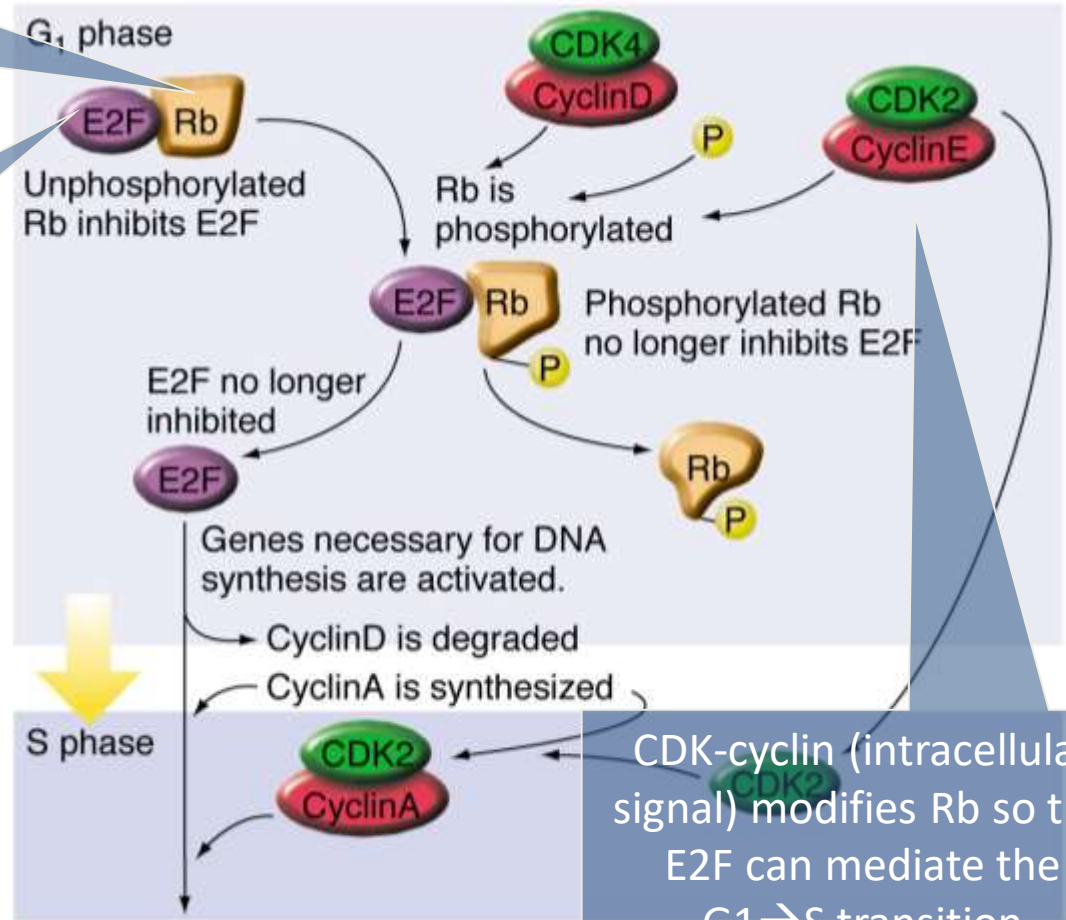 G₁ phase
CDK4
CyclinD
CDK2
CyclinE
E2F
Rb
P
Unphosphorylated
Rb inhibits E2F
Rb is
phosphorylated
E2F
Rb
P
Phosphorylated Rb
no longer inhibits E2F
E2F no longer
inhibited
E2F
Rb
P
Genes necessary for DNA
synthesis are activated.
CyclinD is degraded
CyclinA is synthesized
S phase
CDK2
CyclinA
CDK2
CDK-cyclin (intracellula
signal) modifies Rb so t
E2F can mediate the
G1→S transition